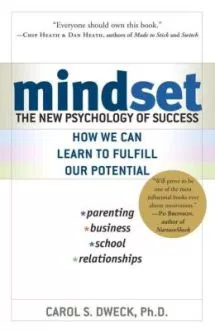 "Everyone should own this book."
—CHIP HEATH & DAN HEATH, authors of Made to Stick and Switch
mindset
THE NEW PSYCHOLOGY OF SUCCESS
HOW WE CAN
LEARN TO FULFILL
OUR POTENTIAL
*parenting
*business
*school
*relationships
"Will prove to be
one of the most
influential books ever
about motivation."
—PO BRONSON,
author of
NurtureShock
CAROL S. DWECK, Ph.D.